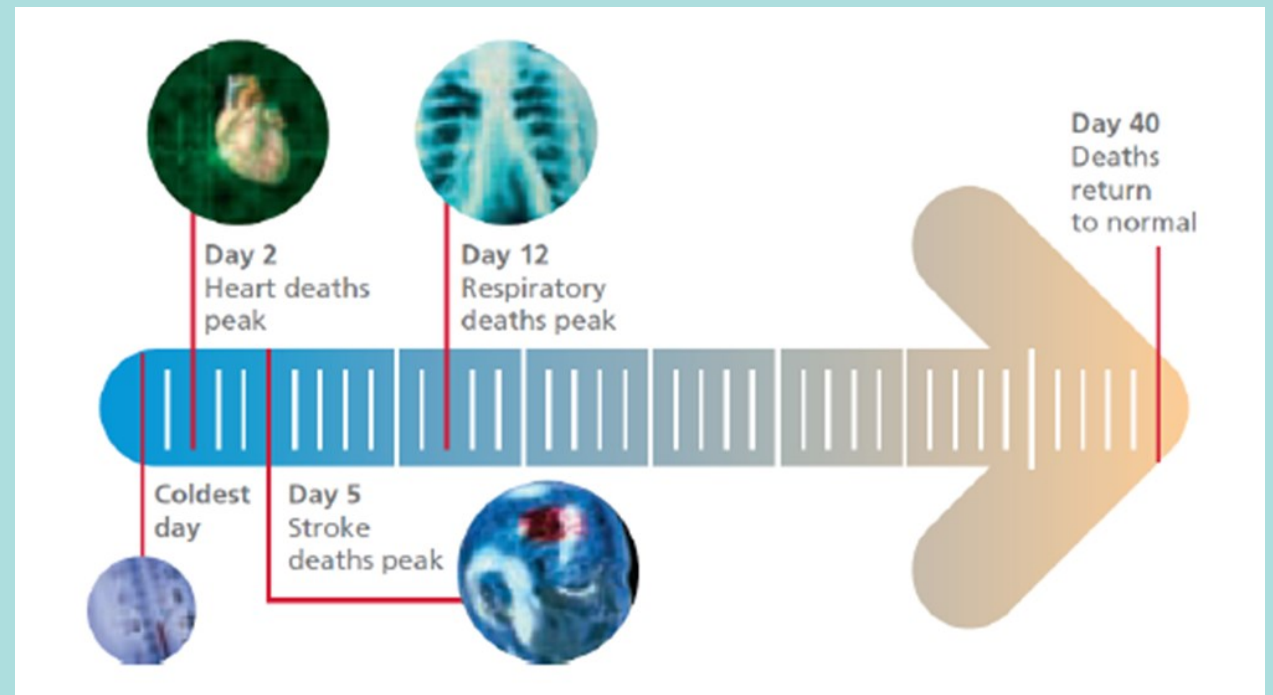 Day 2
Heart deaths
peak
Day 12
Respiratory
deaths peak
Day 40
Deaths
return
to normal
Coldest
day
Day 5
Stroke
deaths peak